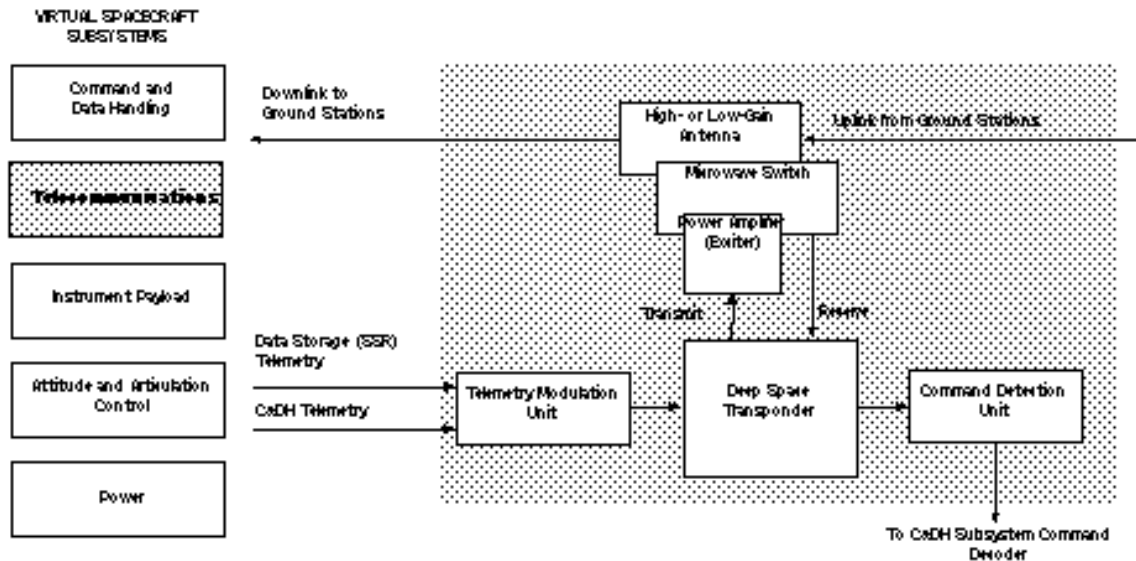 VIRTUAL SPACECRAFT
SUBSYSTEMS
Command and
Data Handling
Telecommunications
Instrument Payload
Attitude and Articulation
Control
Power
Downlink to
Ground Stations
High- or Low-Gain
Antenna
Uplink from Ground Stations
Microwave Switch
Power Amplifier
(Exciter)
Transmit
Receive
Data Storage (SSR)
Telemetry
C&DH Telemetry
Telemetry Modulation
Unit
Deep Space
Transponder
Command Detection
Unit
To C&DH Subsystem Command
Decoder